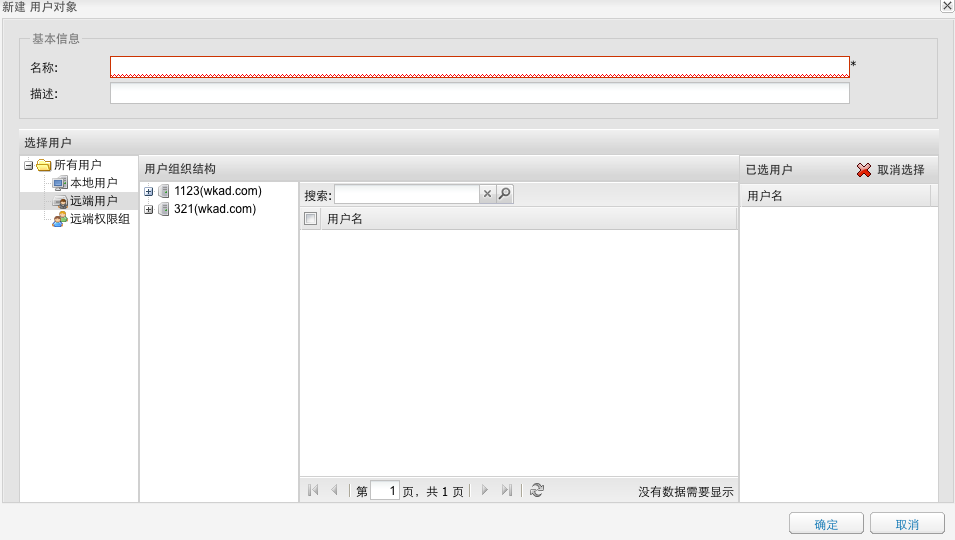 新建 用户对象
基本信息
名称:
*
描述:
选择用户
所有用户
本地用户
远端用户
远端权限组
用户组织结构
1123(wkad.com)
321(wkad.com)
搜索:
用户名
第 1 页，共 1 页
没有数据需要显示
已选用户 取消选择
用户名
确定 取消